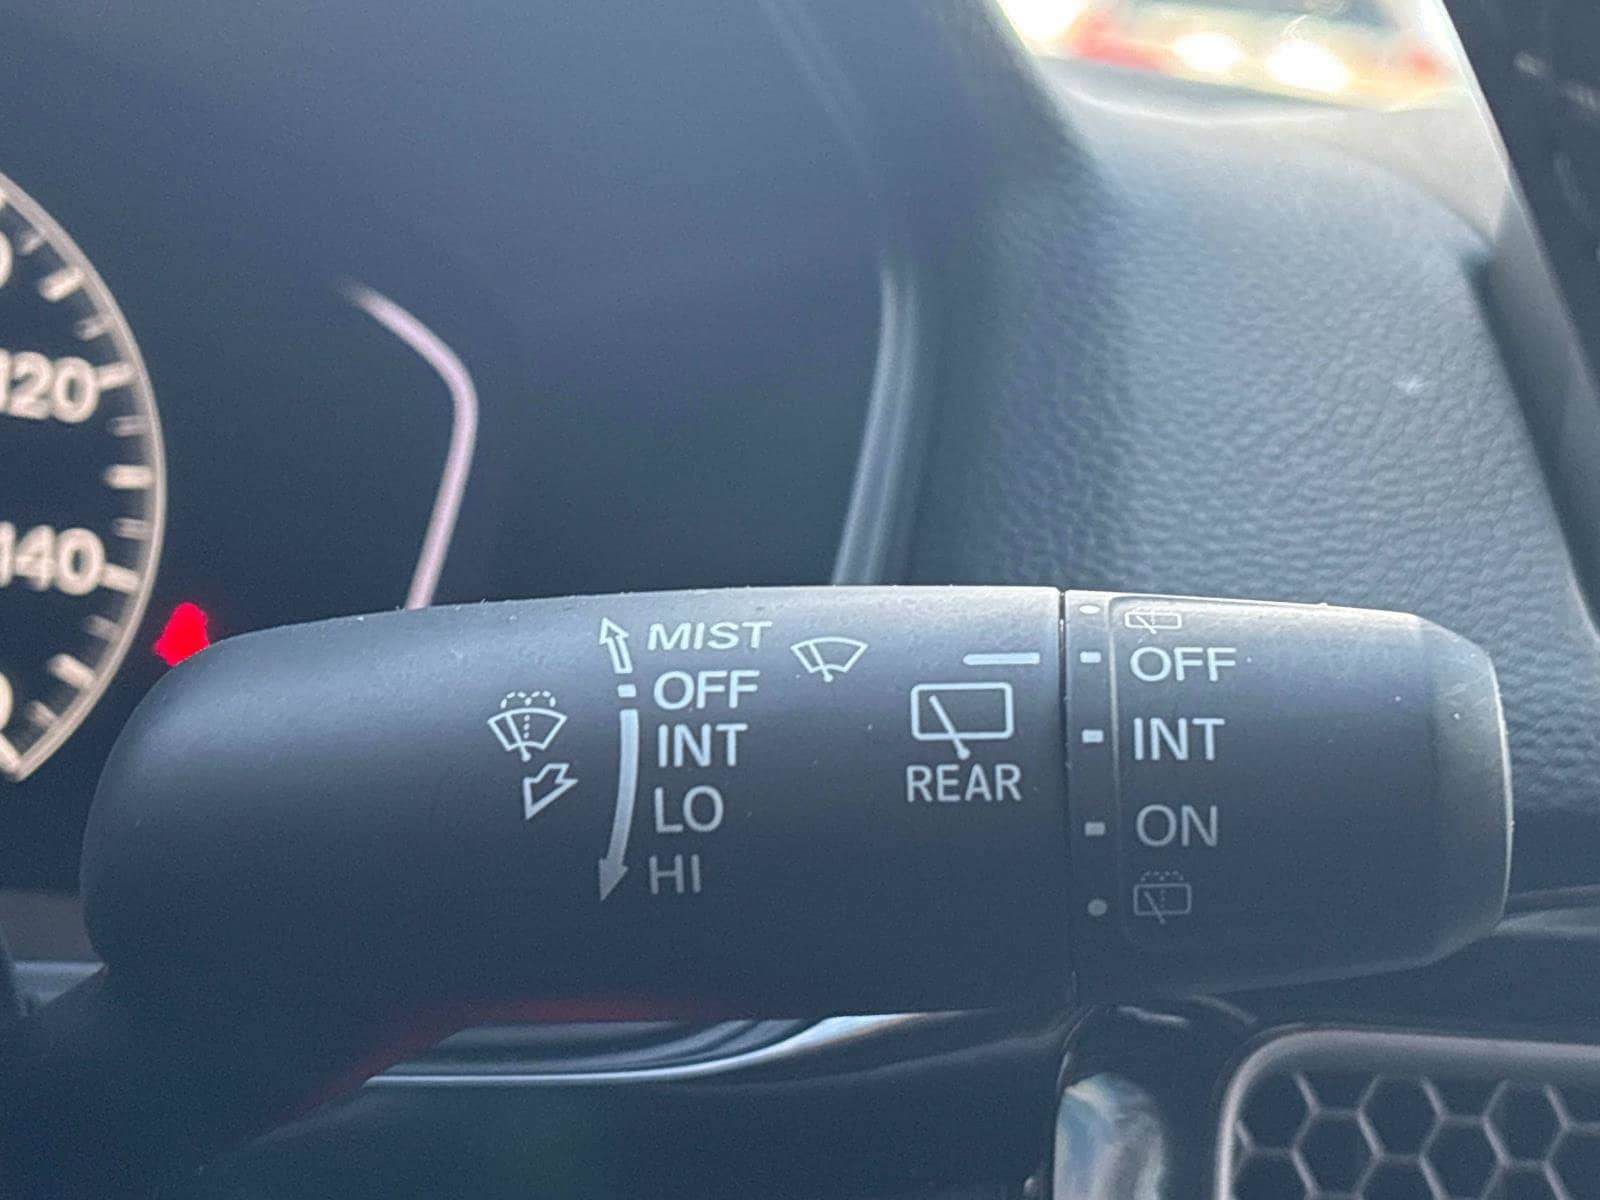 120
140
MIST
OFF
INT
LO
HI
REAR
OFF
INT
ON